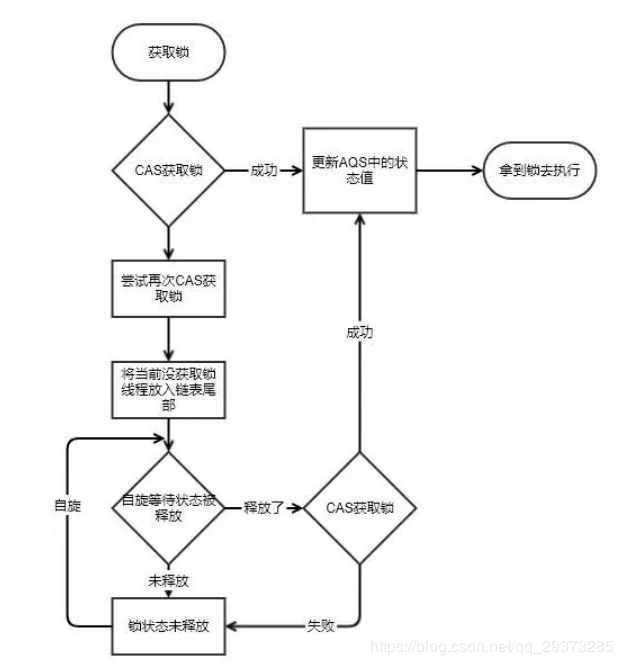 获取锁
CAS获取锁
成功
更新AQS中的状
态值
拿到锁去执行
尝试再次CAS获
取锁
成功
将当前没获取锁
线程放入链表尾
部
自旋
自旋等待状态被
释放
释放了
CAS获取锁
未释放
锁状态未释放
失败
https://blog.csdn.net/qq_29373285